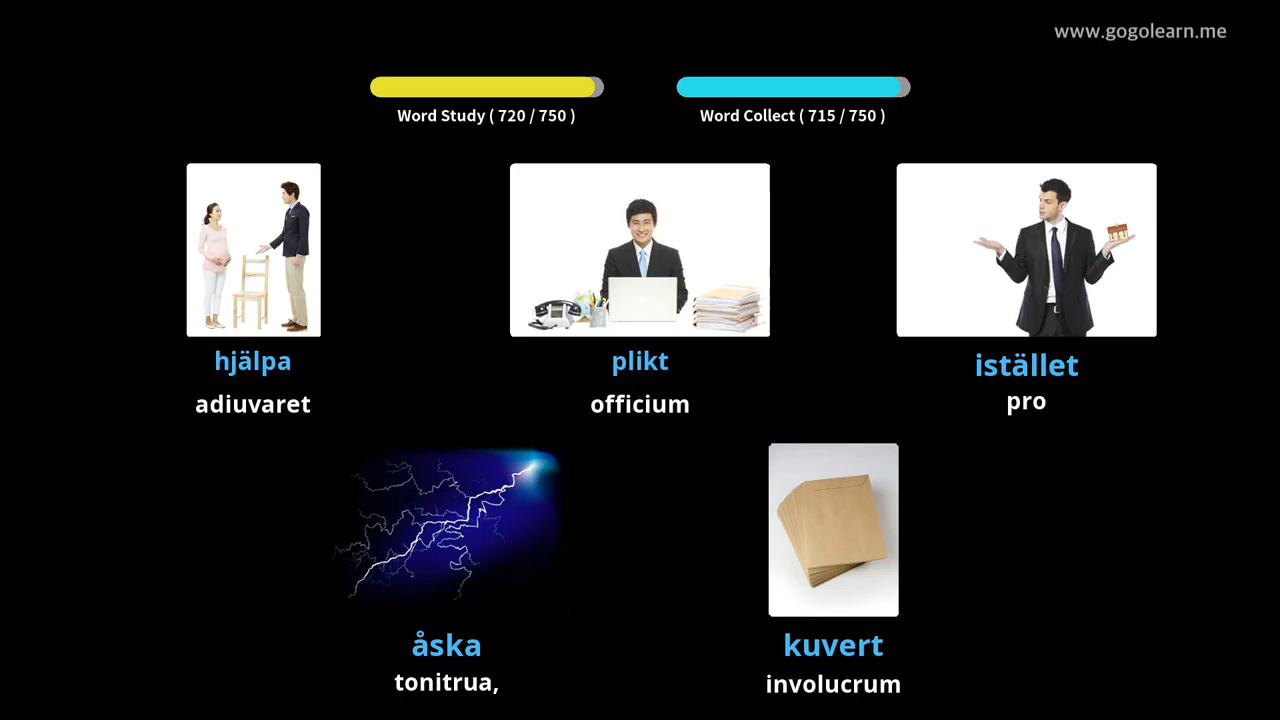 www.gogolearn.me
Word Study ( 720 / 750 )
Word Collect ( 715 / 750 )
hjälpa
adiuvaret
plikt
officium
istället
pro
åska
tonitrua,
kuvert
involucrum